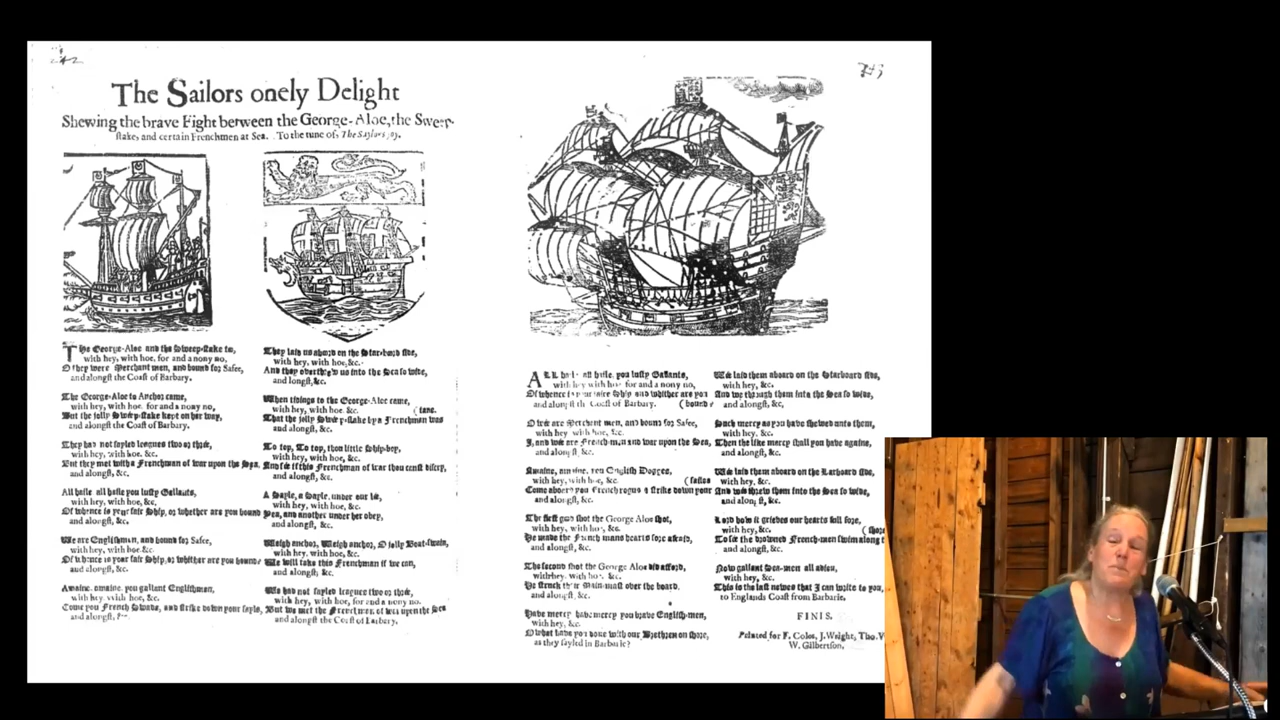 The Sailors onely Delight
Shewing the brave Fight between the George-Aloe, the Sweep-
stake, and certain Frenchmen at Sea. To the tune of, The Saylors joy.
The George-Aloe and the Sweep-stake to,
with hey, with hoe, for and a nony no,
O they were Merchant men, and bound for Safee,
and alongst the Coast of Barbary.
The George-Aloe to Anchor came,
with hey, with hoe, for and a nony no,
But the jolly Sweep-stake kept on her way,
and alongst the Coast of Barbary.
They had not sayled leagues two or three,
with hey, with hoe, &c.
But they met with a Frenchman of war upon the Sea.
and alongst, &c.
All haile all haile you lusty Gallants,
with hey, with hoe, &c.
Of whence is your fair Ship, or whether are you bound
and alongst, &c.
We are Englishmen, and bound for Safee,
with hey, with hoe &c.
Of whence is your fair Ship, or whither are you bound
and alongst, &c.
Amaine, amaine, you gallant Englishmen,
with hey, with hoe, &c.
Come you French Swads, and strike down your sayls,
and alongst,
They laid us aboard on the Star-bord side,
with hey, with hoe, &c.
And they overthrew us into the Sea so wide,
and longst, &c.
When tidings to the George-Aloe came,
with hey, with hoe. &c. ( tane.
That the jolly Sweep-stake by a Frenchman was
and alongst, &c.
To top, To top, thou little Ship-boy,
with hey, with hoe, &c.
And see if this Frenchman of War thou canst discry,
and alongst, &c.
A Sayle, a Sayle, under our lee,
with hey, with hoe, &c.
Sea, and another under her obey,
and alongst, &c.
Weigh anchor, Weigh anchor, O jolly Boat-swain,
with hey, with hoe, &c.
We will take this Frenchman if we can,
and alongst, &c.
We had not sayled leagues two or three,
with hey, with hoe, for and a nony no.
But we met the French-man of war upon the Sea
and alongst the Coast of Barbary.
ALL haile all haile, you lusty Gallants,
with hey with hoe for and a nony no,
Of whence is your faire Ship and whither are you
and alongst the Coast of Barbary. ( bound
We are Merchant men, and bound for Safee,
with hey with hoe, &c.
I, and we are French-men and war upon the Sea,
and alongst, &c.
Amaine, amaine, you English Dogges,
with hey, with hoe, &c. ( sailes
Come aboard you French rogues & strike down your
and alongst, &c.
The first gun shot the George Aloe shot,
with hey, with hoe, &c.
He made the French mans hearts sore afraid,
and alongst, &c.
The second shot the George Aloe did afford,
with hey, with hoe, &c.
He struck their Main-mast over the board,
and alongst, &c.
Have mercy have mercy you brave English-men,
with hey, &c.
O what have you done with our Brethren on shore,
as they sayled in Barbarie?
We laid them aboard on the Starboard side,
with hey, &c.
And we threw them into the Sea so wide,
and alongst, &c,
Such mercy as you have shewed unto them,
with hey, &c.
Then the like mercy shall you have againe,
and alongst, &c.
We laid them aboard on the Larboard side,
with hey, &c.
And we threw them into the Sea so wide,
and alongst, &c,
Lord how it grieves our hearts full sore,
with hey, &c. ( shore
To see the drowned French-men swim along t
and alongst, &c.
Now gallant Sea-men all adieu,
with hey, &c.
This is the last newes that I can write to you,
to Englands Coast from Barbarie.
FINIS.
Printed for F. Coles, J. Wright, Tho. V
W. Gilbertson,